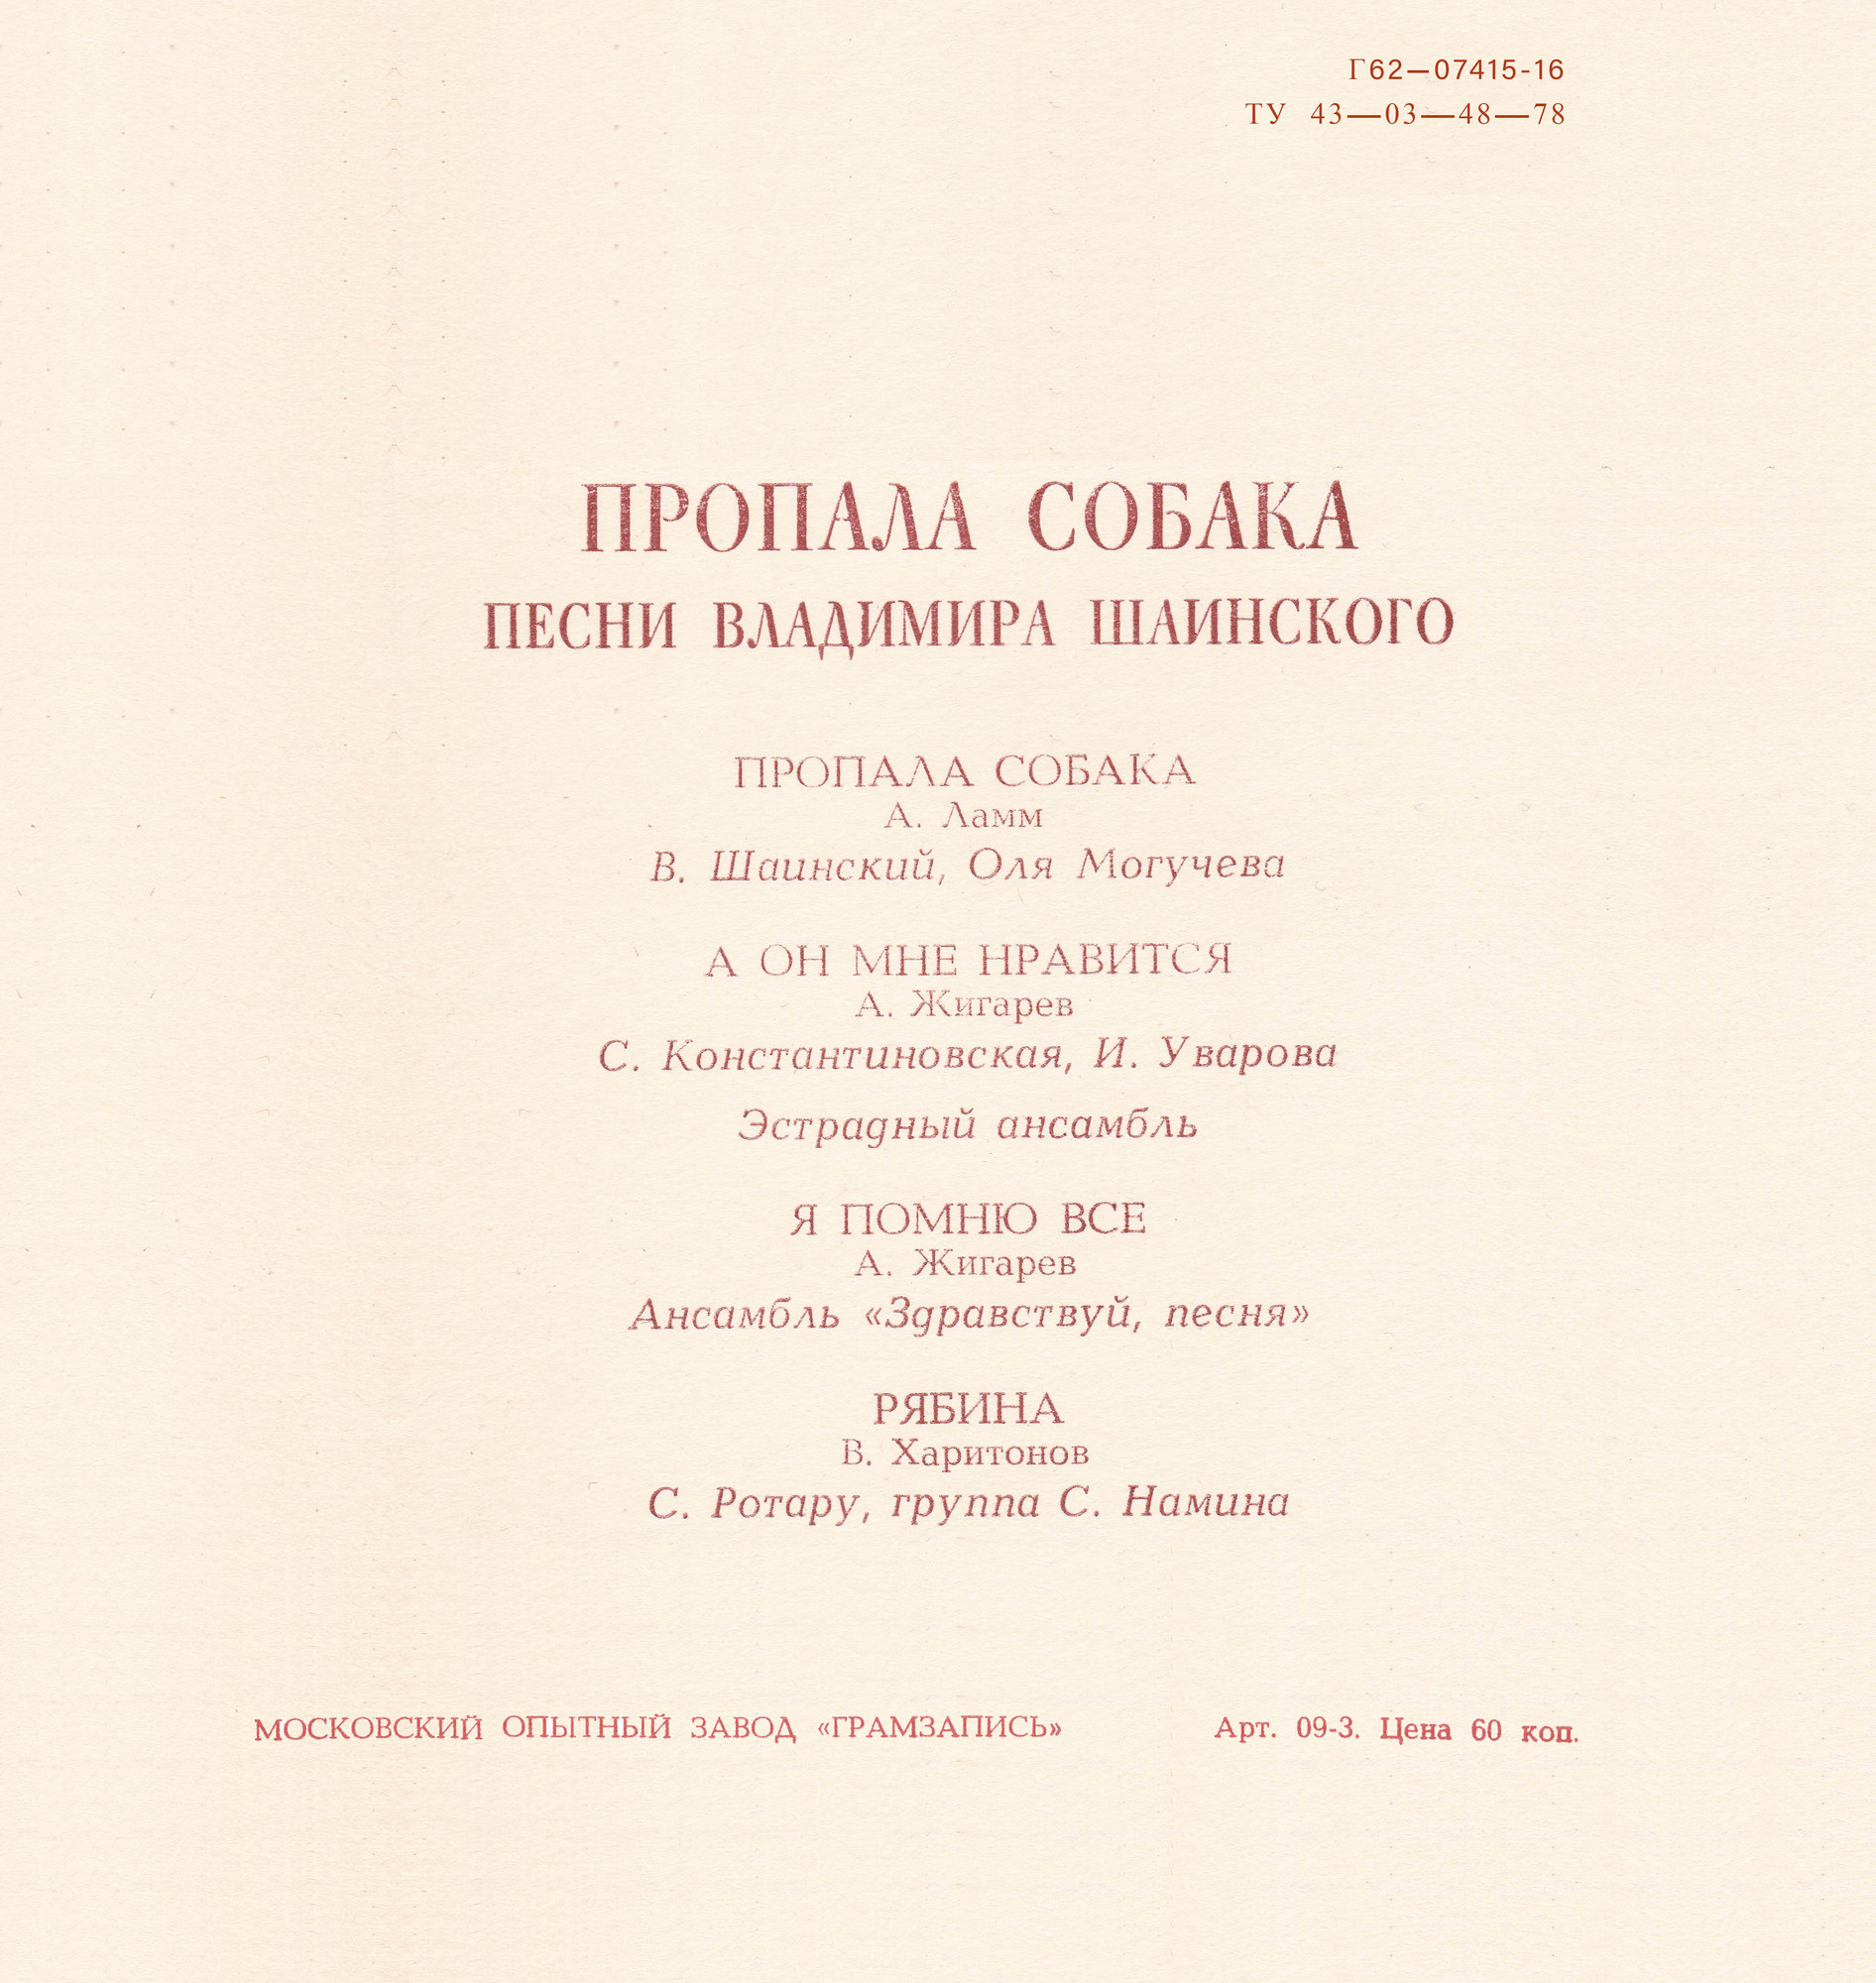 Г62—07415-16
ТУ 43—03—48—78
ПРОПАЛА СОБАКА
ПЕСНИ ВЛАДИМИРА ШАИНСКОГО
ПРОПАЛА СОБАКА
А. Ламм
В. Шаинский, Оля Могучева
А ОН МНЕ НРАВИТСЯ
А. Жигарев
С. Константиновская, И. Уварова
Эстрадный ансамбль
Я ПОМНЮ ВСЕ
А. Жигарев
Ансамбль «Здравствуй, песня»
РЯБИНА
В. Харитонов
С. Ротару, группа С. Намина
МОСКОВСКИЙ ОПЫТНЫЙ ЗАВОД «ГРАМЗАПИСЬ» Арт. 09-3. Цена 60 коп.